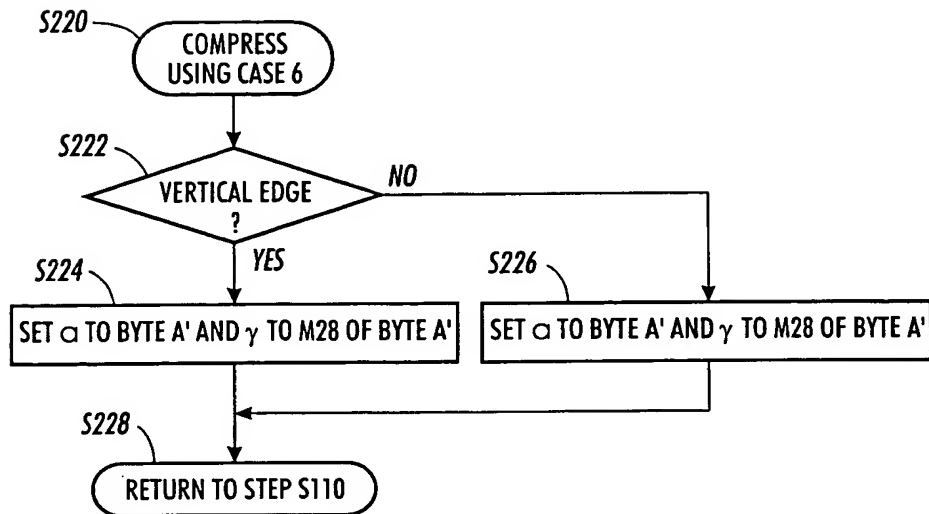 S220
COMPRESS
USING CASE 6
S222
VERTICAL EDGE
?
NO
YES
S224
SET α TO BYTE A' AND γ TO M28 OF BYTE A'
S226
SET α TO BYTE A' AND γ TO M28 OF BYTE A'
S228
RETURN TO STEP S110